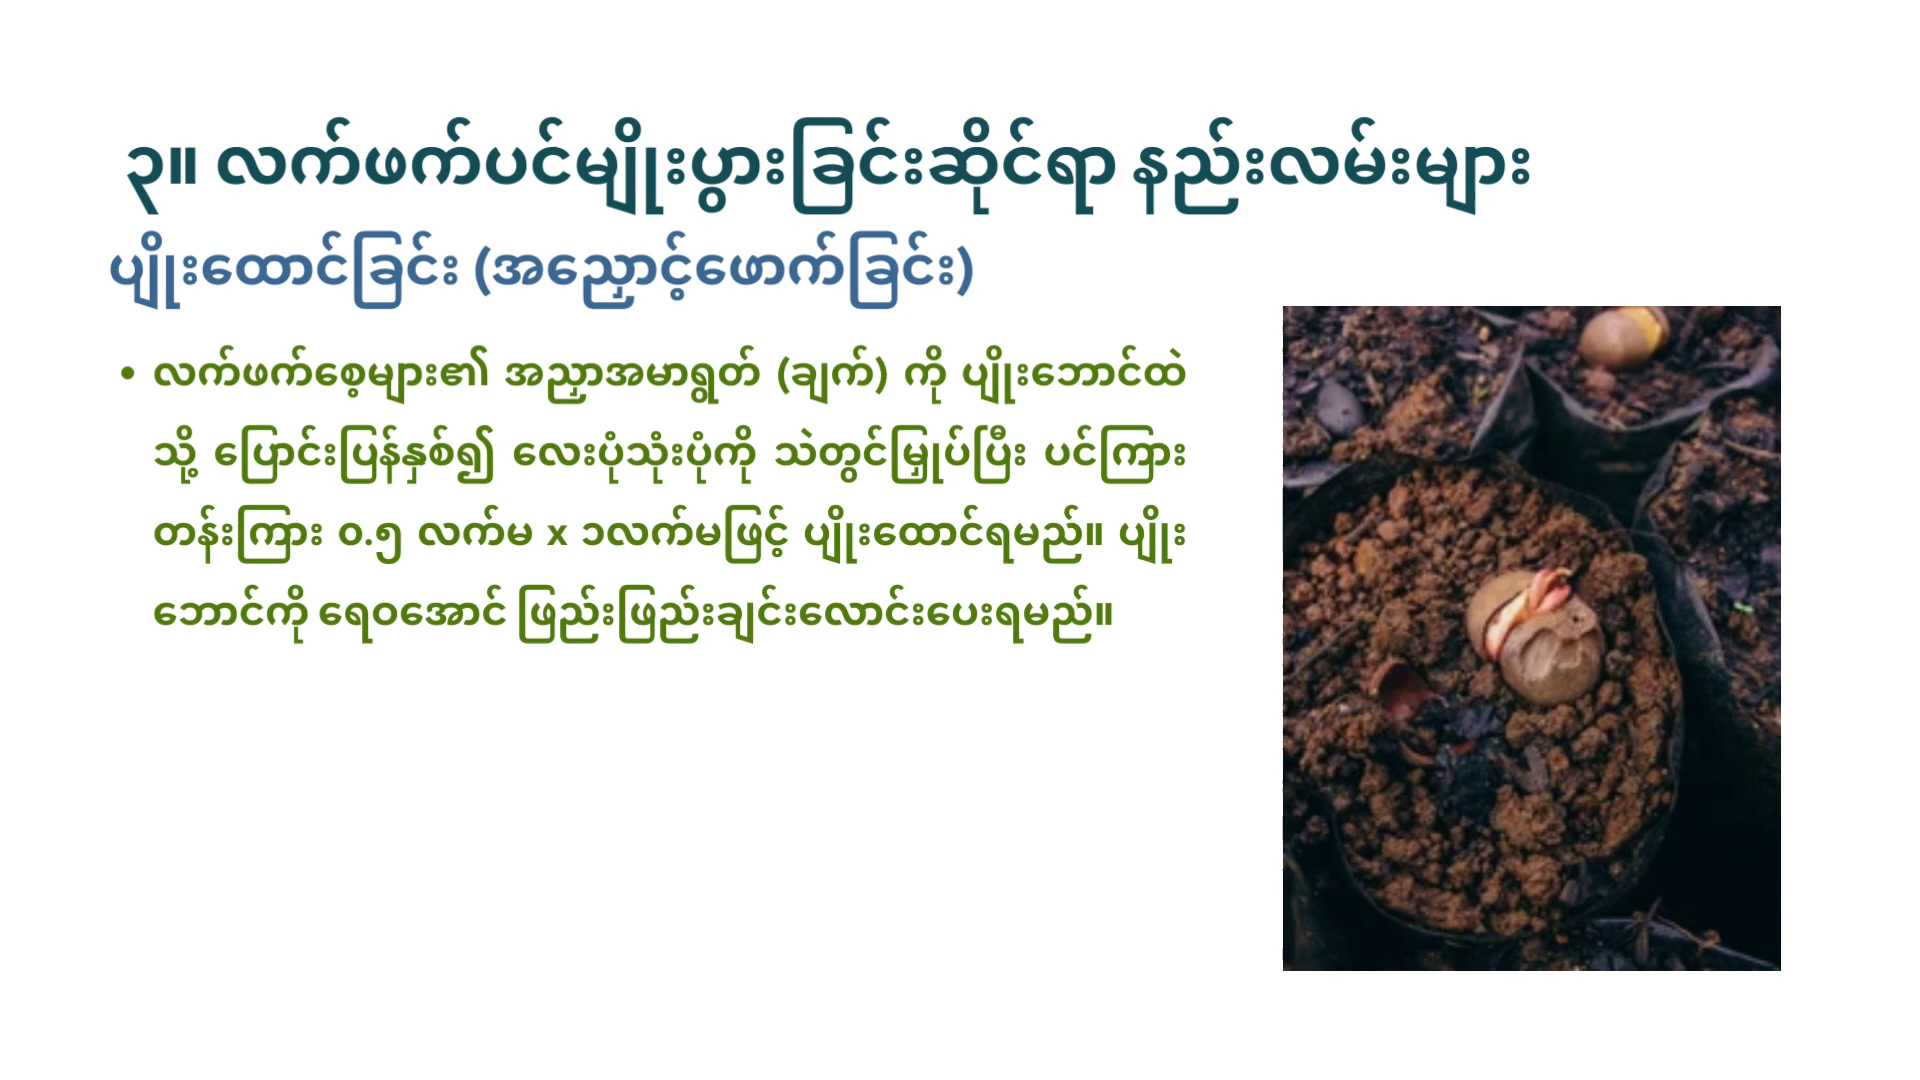 ၃။ လက်ဖက်ပင်မျိုးပွားခြင်းဆိုင်ရာ နည်းလမ်းများ
ပျိုးထောင်ခြင်း (အညှောင့်ဖောက်ခြင်း)
• လက်ဖက်စေ့များ၏ အညှာအမာရွတ် (ချက်) ကို ပျိုးဘောင်ထဲ
သို့ ပြောင်းပြန်နှစ်၍ လေးပုံသုံးပုံကို သဲတွင်မြှုပ်ပြီး ပင်ကြား
တန်းကြား ၀.၅ လက်မ x ၁လက်မဖြင့် ပျိုးထောင်ရမည်။ ပျိုး
ဘောင်ကို ရေဝအောင် ဖြည်းဖြည်းချင်းလောင်းပေးရမည်။